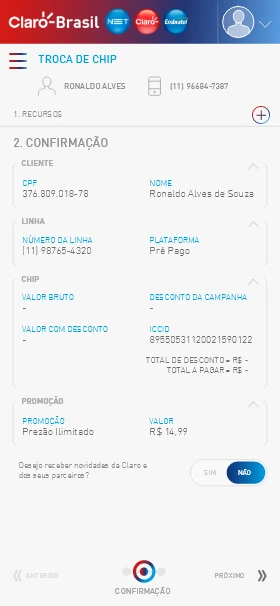 Claro Brasil NET Claro Embratel
TROCA DE CHIP
RONALDO ALVES (11) 96684-7387
1. RECURSOS
2. CONFIRMAÇÃO
CLIENTE
CPF NOME
376.809.018-78 Ronaldo Alves de Souza
LINHA
NÚMERO DA LINHA PLATAFORMA
(11) 98765-4320 Pré Pago
CHIP
VALOR BRUTO DESCONTO DA CAMPANHA
- -
VALOR COM DESCONTO ICCID
- 89550531120021590122
TOTAL DE DESCONTO = R$ -
TOTAL A PAGAR = R$ -
PROMOÇÃO
PROMOÇÃO VALOR
Prezão Ilimitado R$ 14,99
Desejo receber novidades da Claro e
dos seus parceiros? SIM NÃO
ANTERIOR PRÓXIMO
CONFIRMAÇÃO